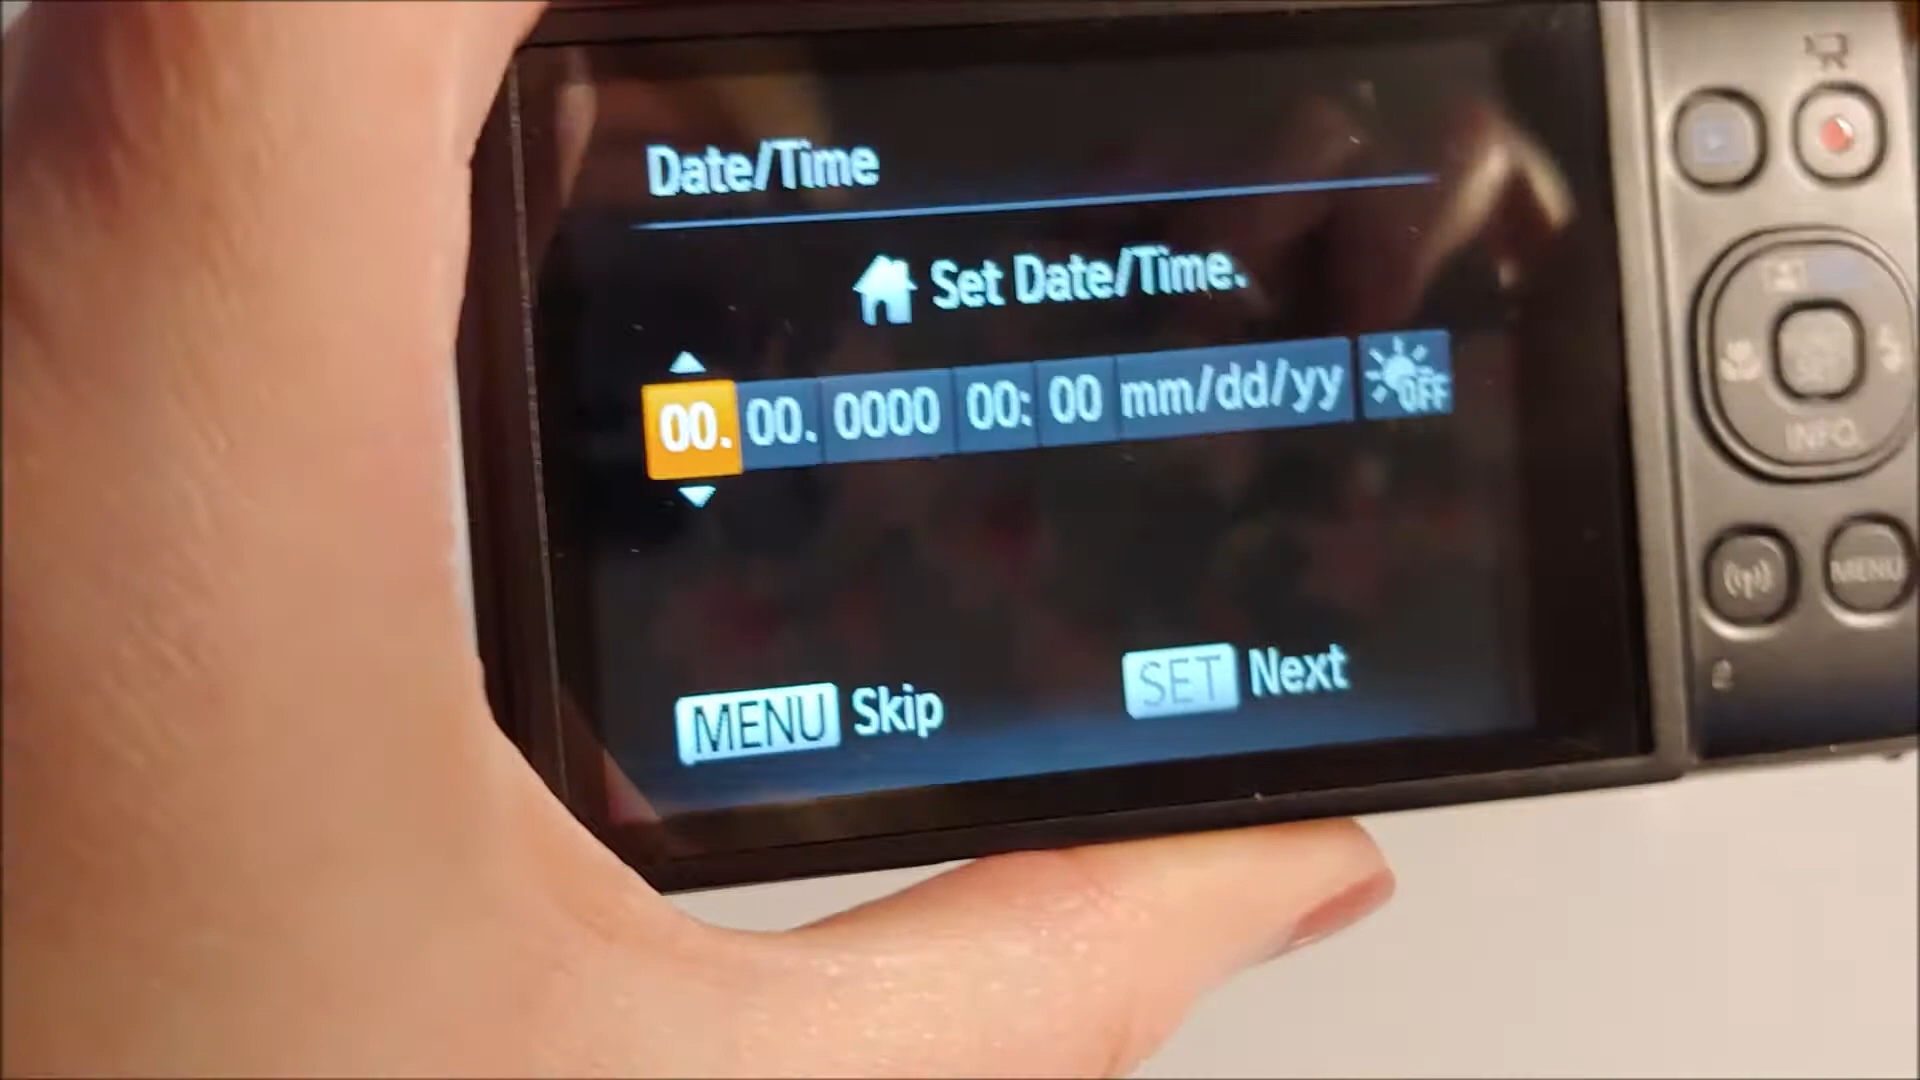 Date/Time
Set Date/Time.
00. 00. 0000 00: 00 mm/dd/yy OFF
MENU Skip
SET Next
INFO.
MENU